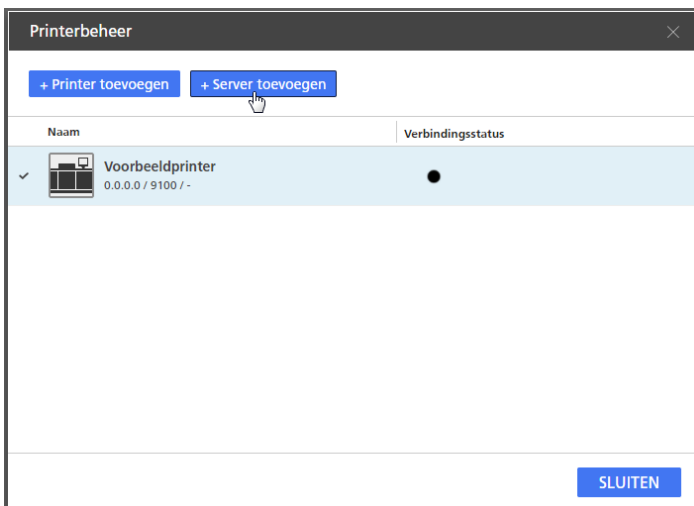 Printerbeheer
+ Printer toevoegen + Server toevoegen
Naam Verbindingsstatus
Voorbeeldprinter
0.0.0.0 / 9100 / -
SLUITEN